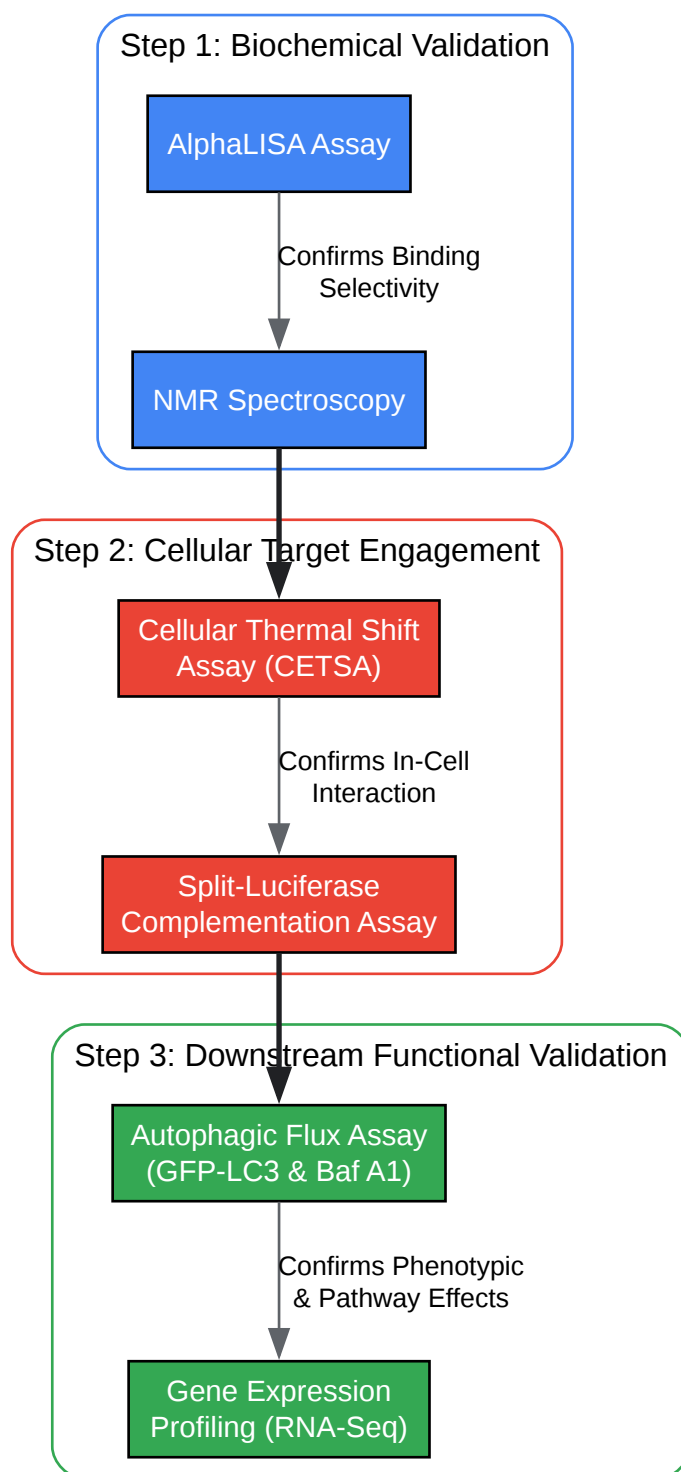 Step 1: Biochemical Validation
AlphaLISA Assay
Confirms Binding
Selectivity
NMR Spectroscopy
Step 2: Cellular Target Engagement
Cellular Thermal Shift
Assay (CETSA)
Confirms In-Cell
Interaction
Split-Luciferase
Complementation Assay
Step 3: Downstream Functional Validation
Autophagic Flux Assay
(GFP-LC3 & Baf A1)
Confirms Phenotypic
& Pathway Effects
Gene Expression
Profiling (RNA-Seq)